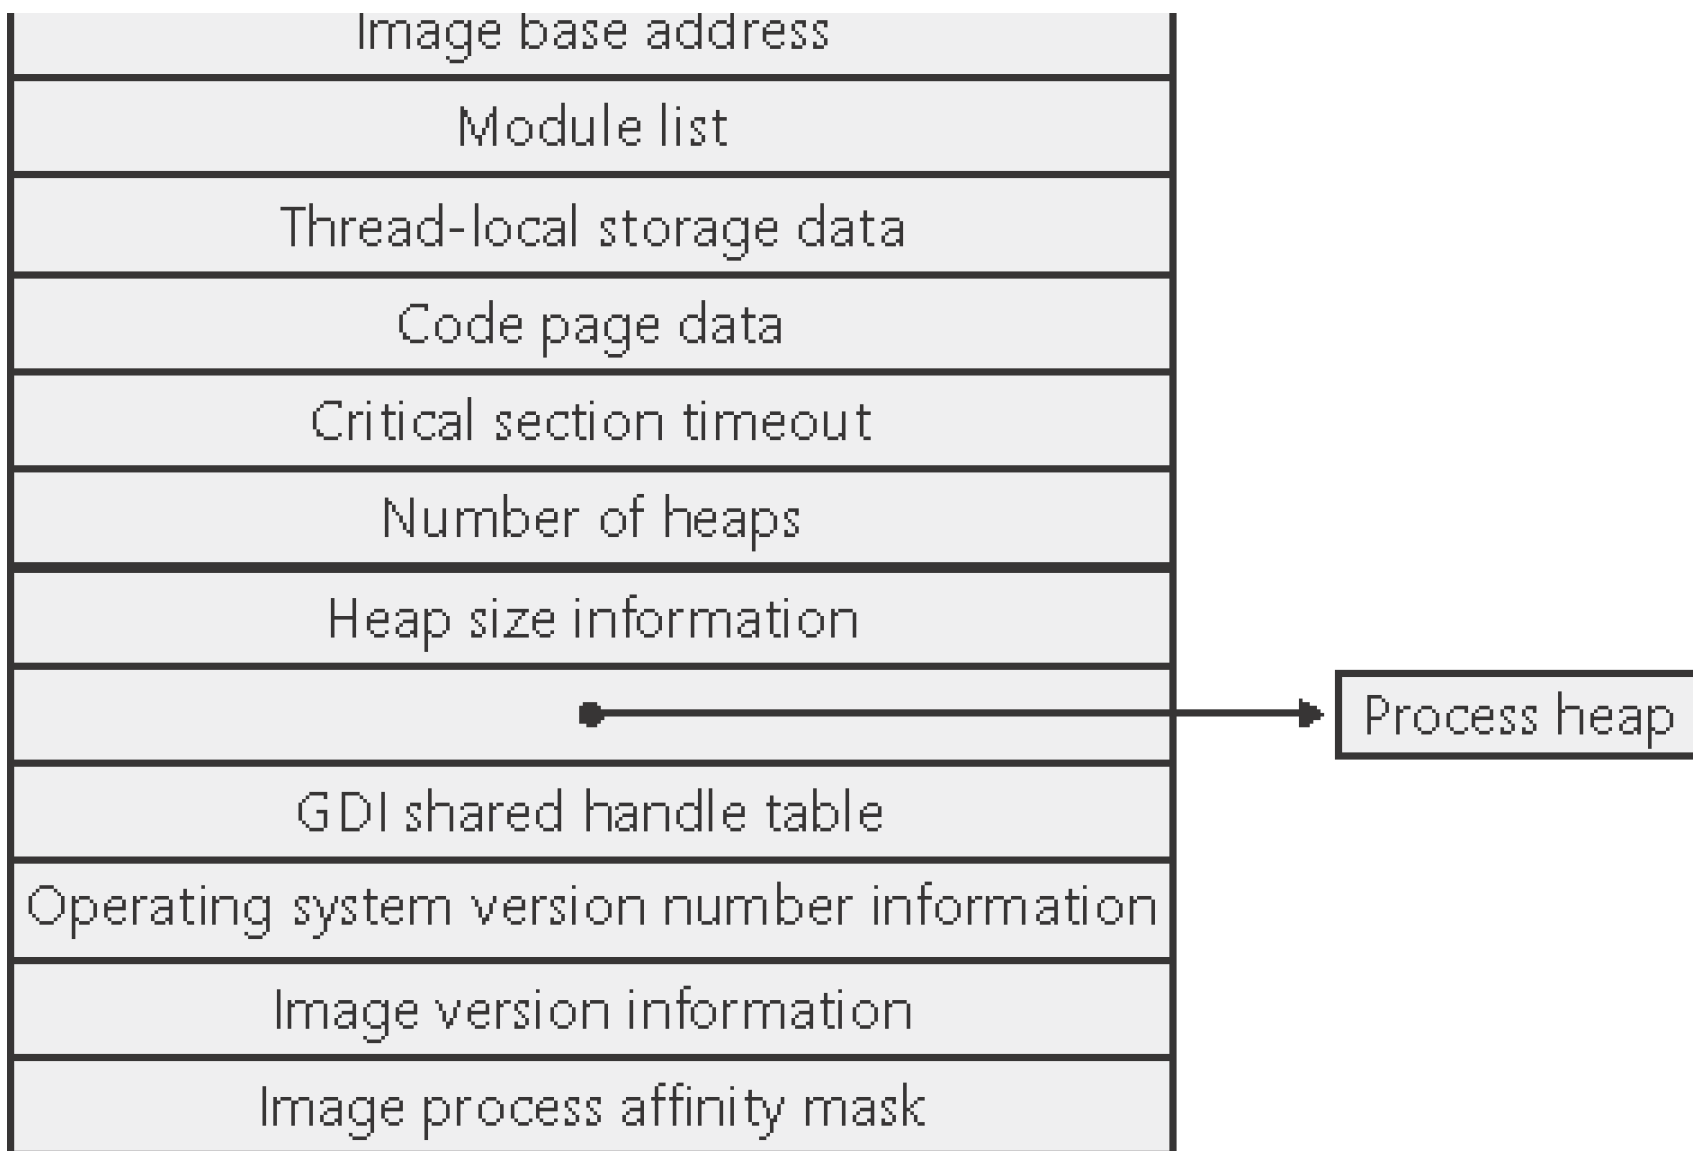 Image base address
Module list
Thread-local storage data
Code page data
Critical section timeout
Number of heaps
Heap size information
Process heap
GDI shared handle table
Operating system version number information
Image version information
Image process affinity mask